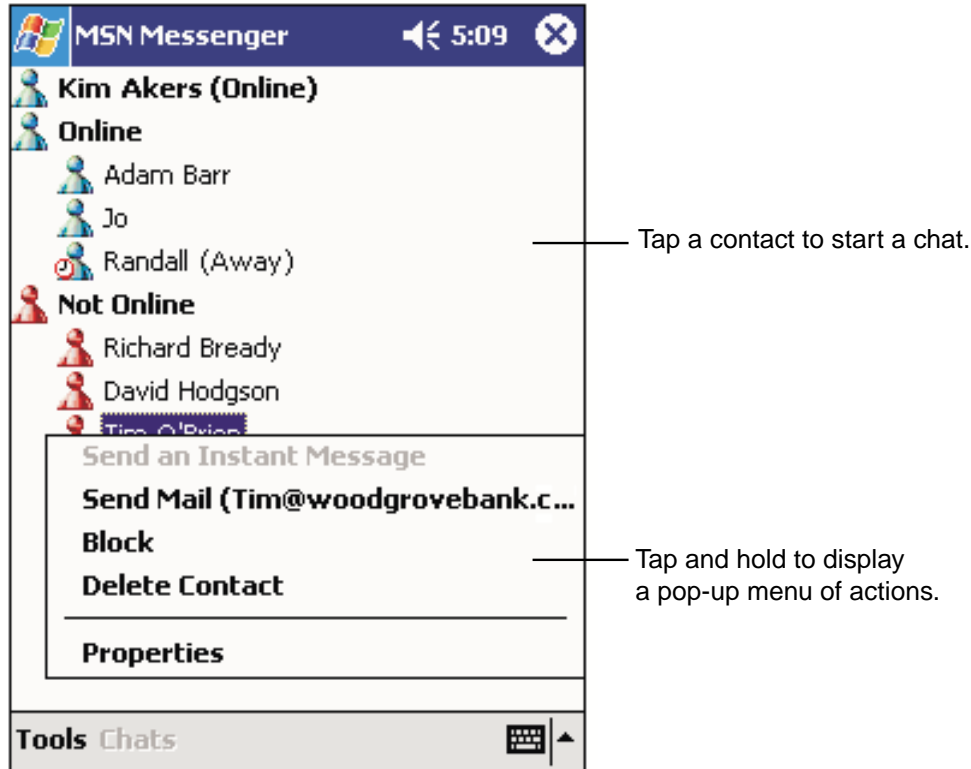 MSN Messenger 5:09
Kim Akers (Online)
Online
Adam Barr
Jo
Randall (Away)
Tap a contact to start a chat.
Not Online
Richard Bready
David Hodgson
Tim O'Brien
Send an Instant Message
Send Mail (Tim@woodgrovebank.c...
Block
Delete Contact
Tap and hold to display
a pop-up menu of actions.
Properties
Tools Chats